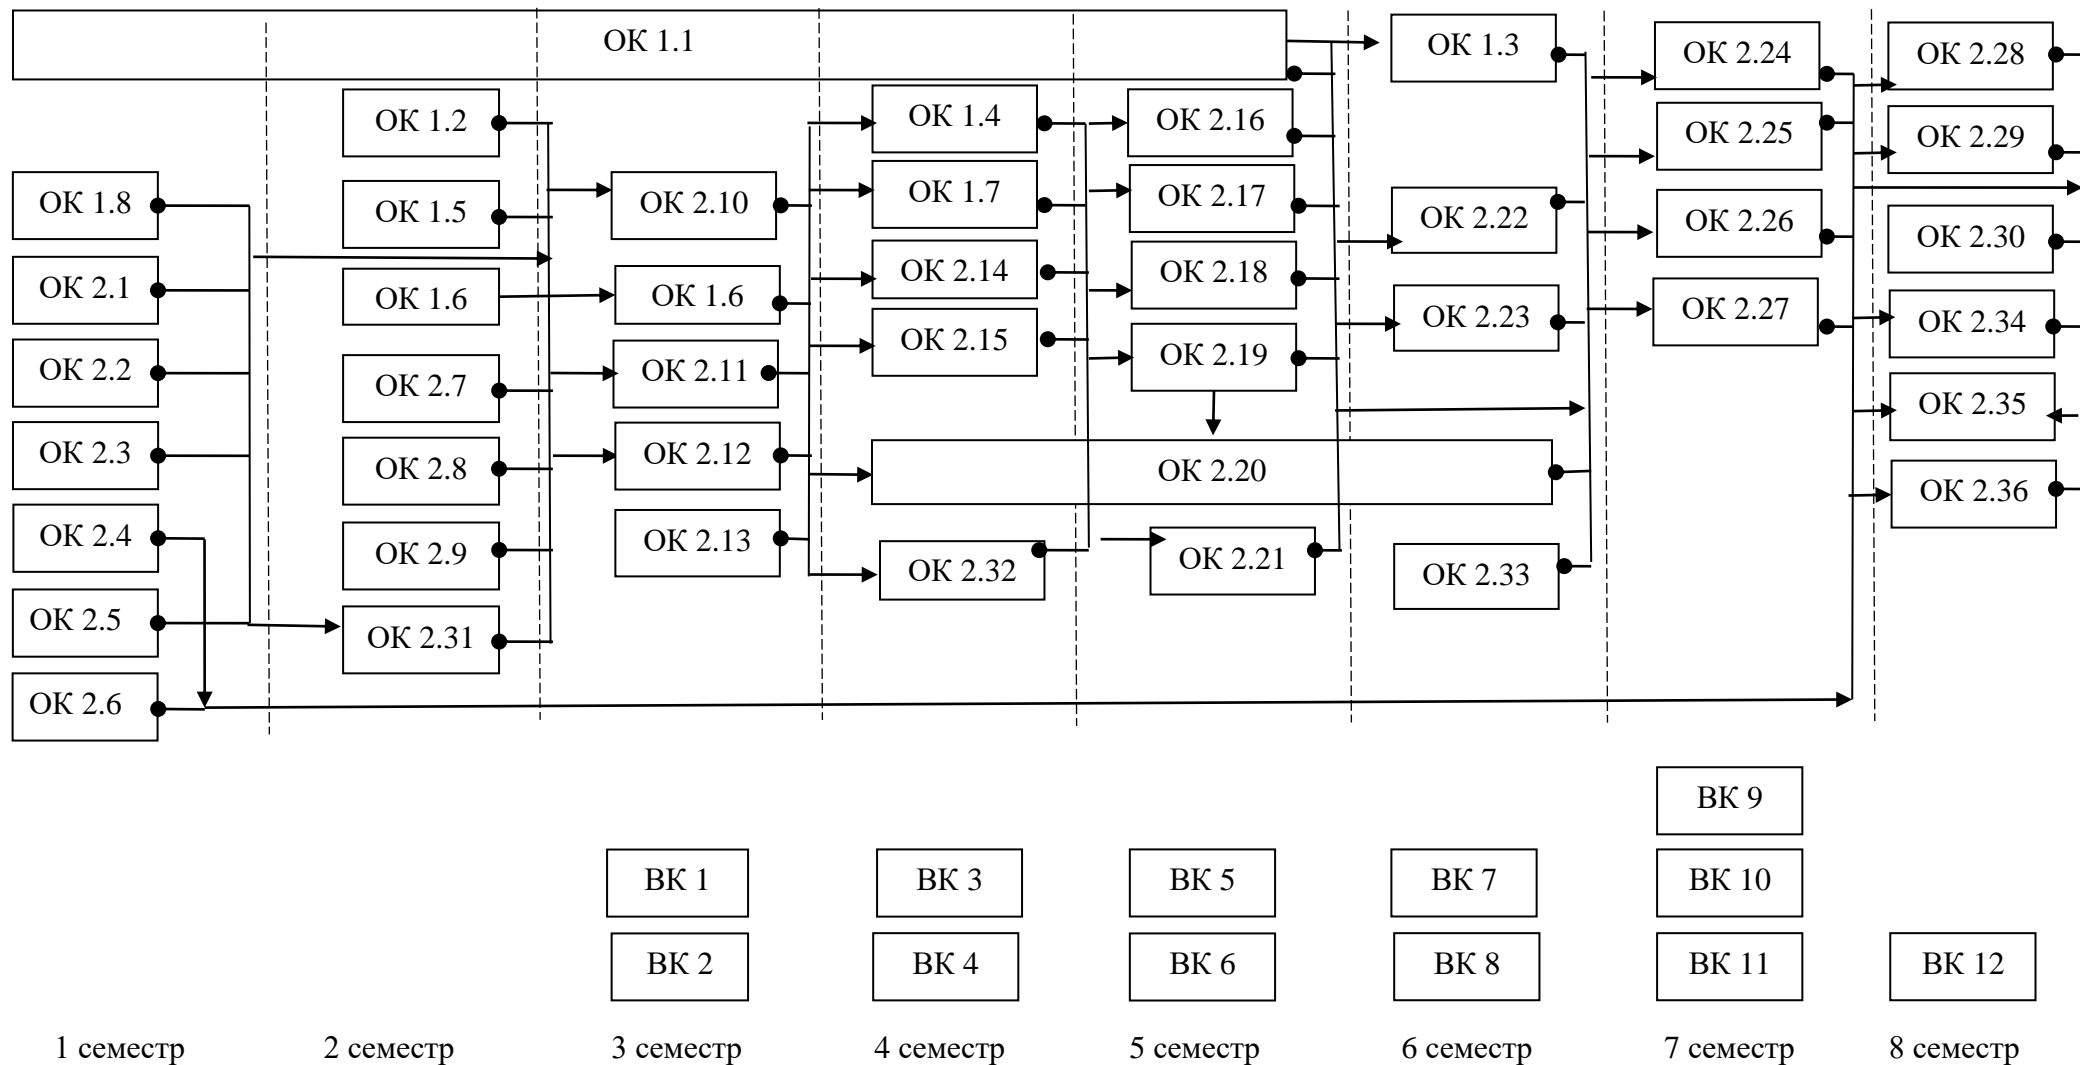 ОК 1.1
ОК 1.3
ОК 2.24
ОК 2.28
ОК 1.2
ОК 1.4
ОК 2.16
ОК 2.25
ОК 2.29
ОК 1.8
ОК 1.5
ОК 2.10
ОК 1.7
ОК 2.17
ОК 2.22
ОК 2.26
ОК 2.30
ОК 2.1
ОК 1.6
ОК 1.6
ОК 2.14
ОК 2.18
ОК 2.23
ОК 2.27
ОК 2.34
ОК 2.2
ОК 2.7
ОК 2.11
ОК 2.15
ОК 2.19
ОК 2.35
ОК 2.3
ОК 2.8
ОК 2.12
ОК 2.20
ОК 2.36
ОК 2.4
ОК 2.9
ОК 2.13
ОК 2.32
ОК 2.21
ОК 2.33
ОК 2.5
ОК 2.31
ОК 2.6
ВК 9
ВК 1
ВК 3
ВК 5
ВК 7
ВК 10
ВК 2
ВК 4
ВК 6
ВК 8
ВК 11
ВК 12
1 семестр
2 семестр
3 семестр
4 семестр
5 семестр
6 семестр
7 семестр
8 семестр